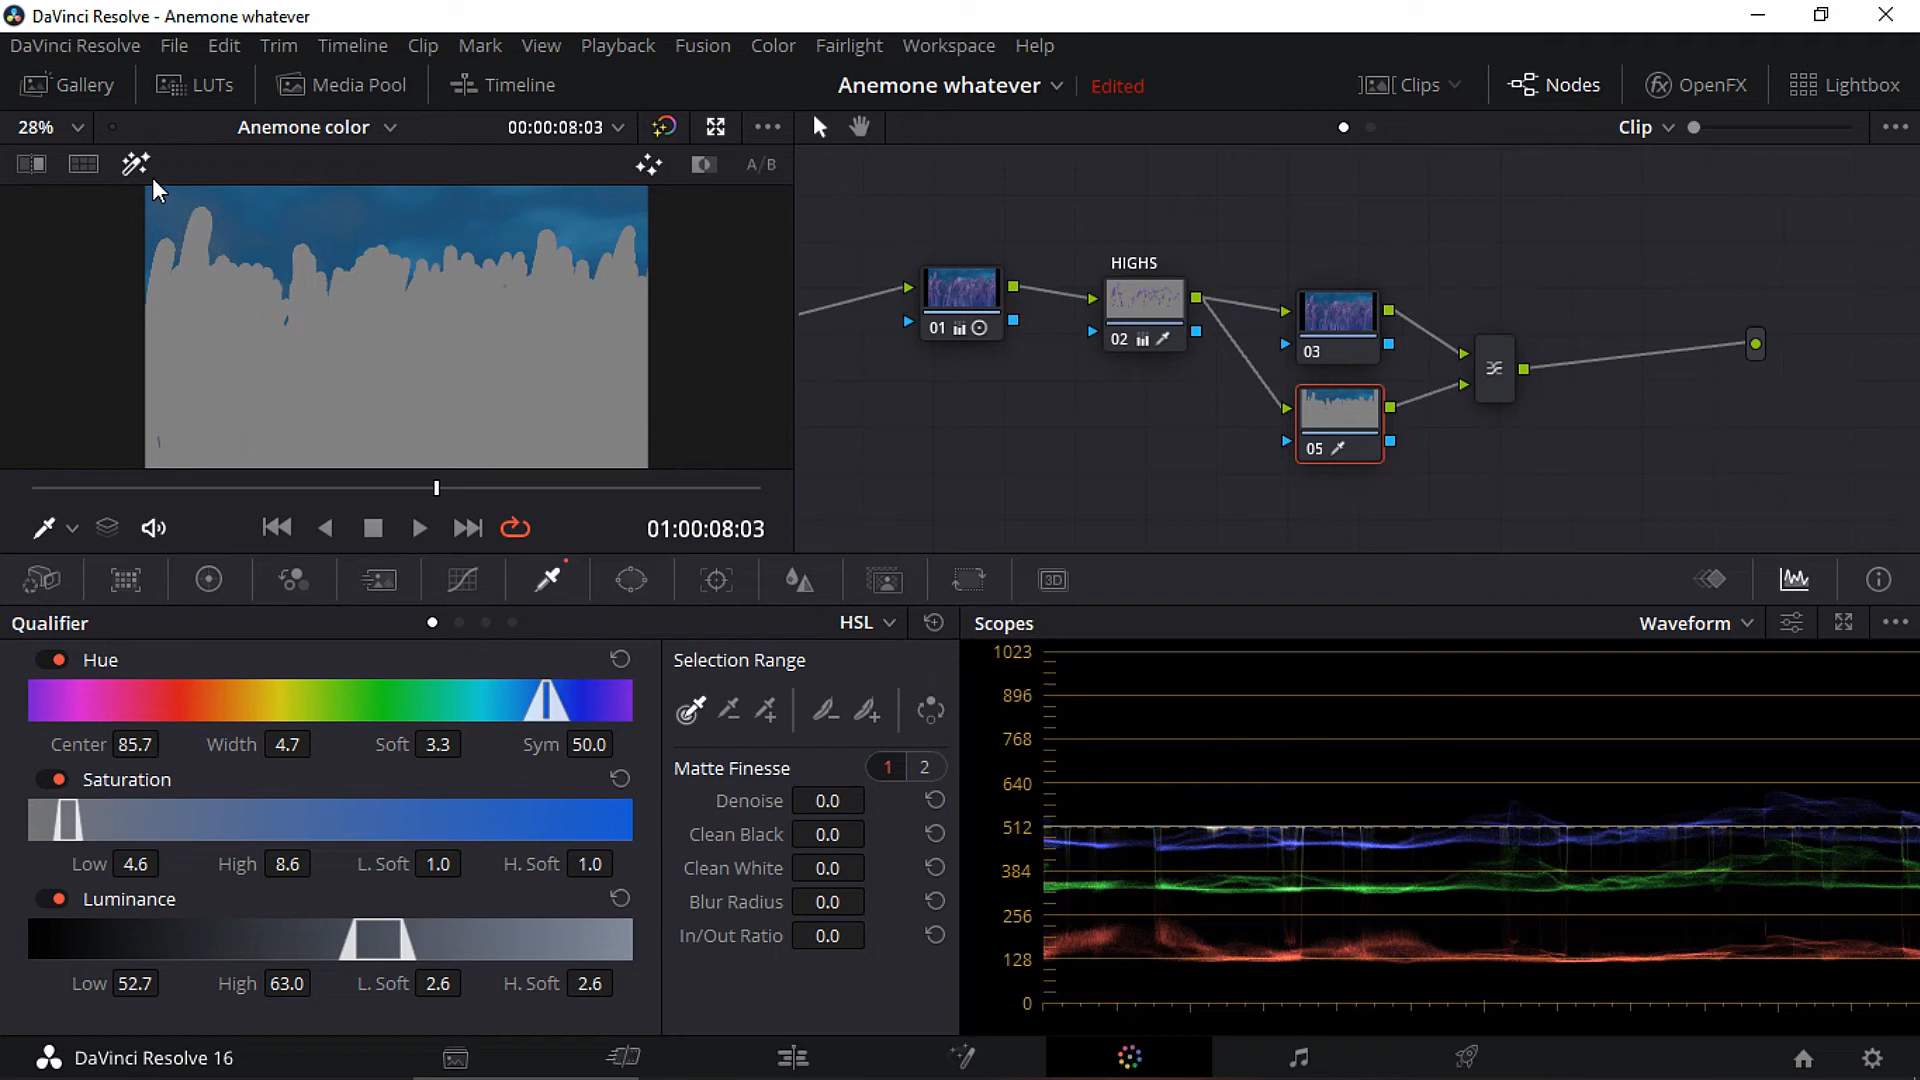 DaVinci Resolve - Anemone whatever
DaVinci Resolve File Edit Trim Timeline Clip Mark View Playback Fusion Color Fairlight Workspace Help
Gallery LUTs Media Pool Timeline Anemone whatever Edited Clips Nodes OpenFX Lightbox
28% Anemone color 00:00:08:03 Clip
A/B
HIGHS
01
02
03
05
01:00:08:03
3D
Qualifier HSL Scopes Waveform
Hue Selection Range
Center 85.7 Width 4.7 Soft 3.3 Sym 50.0
Saturation
Low 4.6 High 8.6 L. Soft 1.0 H. Soft 1.0
Luminance
Low 52.7 High 63.0 L. Soft 2.6 H. Soft 2.6
Matte Finesse 1 2
Denoise 0.0
Clean Black 0.0
Clean White 0.0
Blur Radius 0.0
In/Out Ratio 0.0
1023
896
768
640
512
384
256
128
0
DaVinci Resolve 16